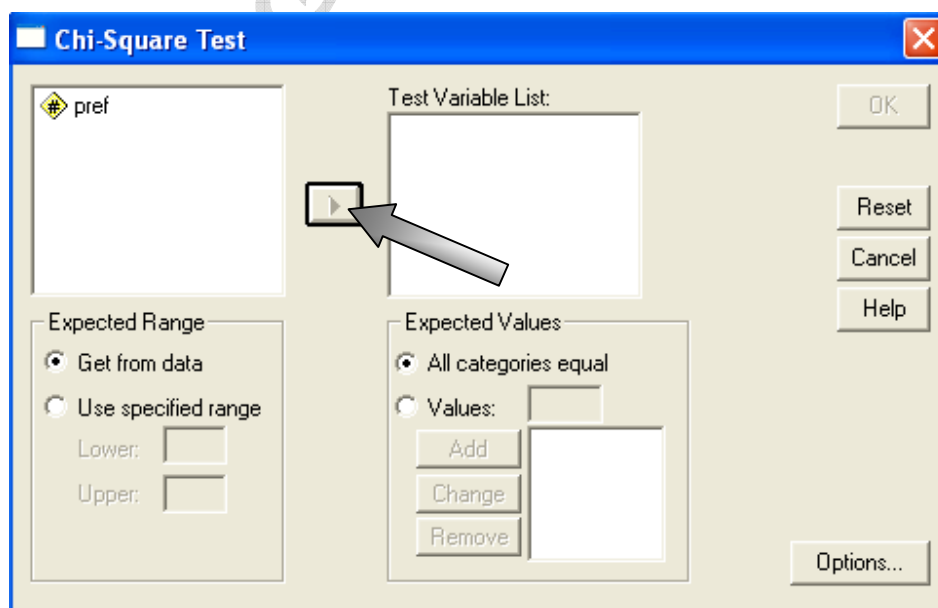 Chi-Square Test
pref
Test Variable List:
OK
Reset
Cancel
Help
Expected Range
Get from data
Use specified range
Lower:
Upper:
Expected Values
All categories equal
Values:
Add
Change
Remove
Options...